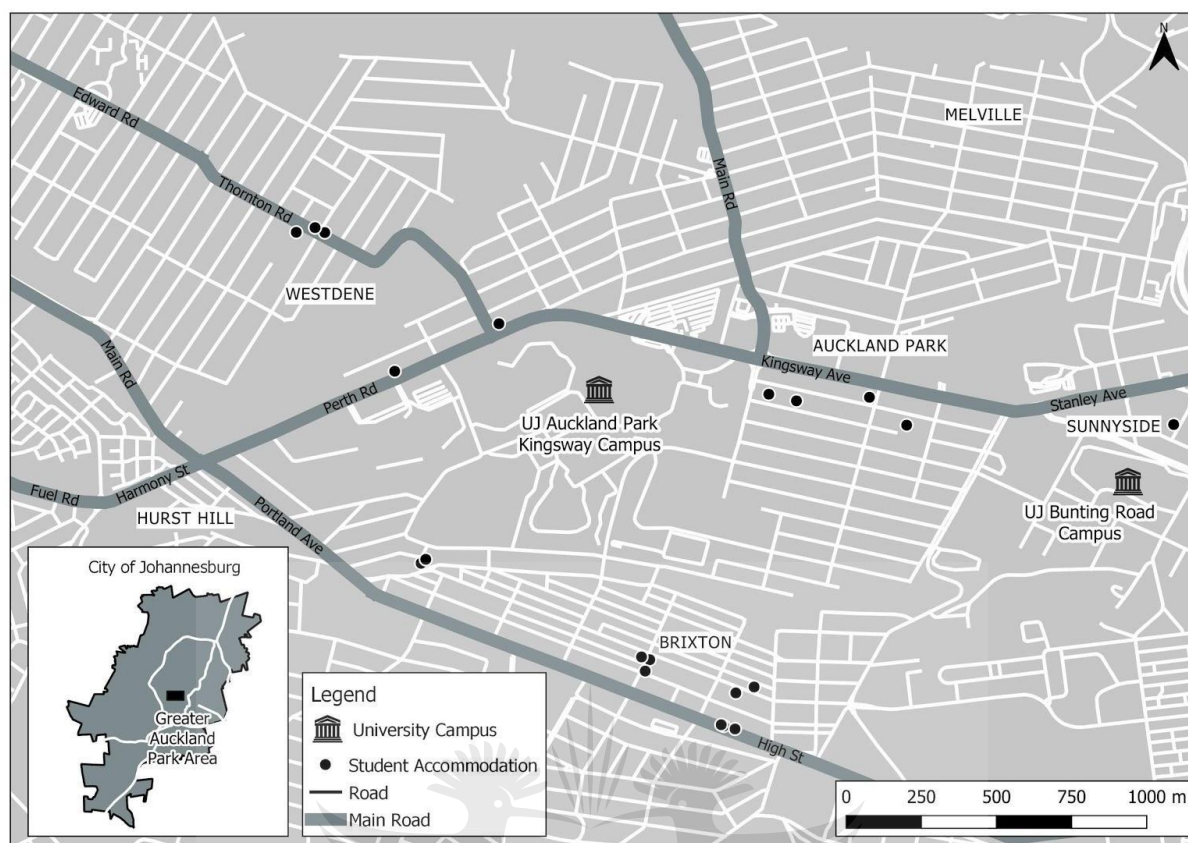 N
MELVILLE
Edward Rd
Main Rd
Thornton Rd
WESTDENE
AUCKLAND PARK
Main Rd
Kingsway Ave
Perth Rd
Stanley Ave
UJ Auckland Park
Kingsway Campus
SUNNYSIDE
Fuel Rd
Harmony St
HURST HILL
Portland Ave
UJ Bunting Road
Campus
City of Johannesburg
Greater
Auckland
Park Area
BRIXTON
High St
Legend
University Campus
Student Accommodation
Road
Main Road
0 250 500 750 1000 m